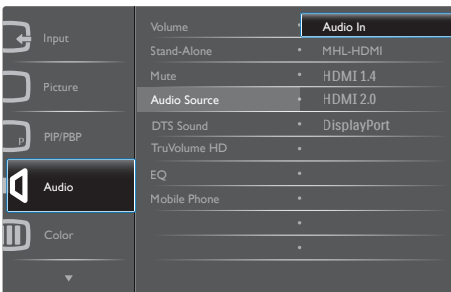 Input
Picture
P
PIP/PBP
Audio
Color
Volume
Stand-Alone
Mute
Audio Source
DTS Sound
TruVolume HD
EQ
Mobile Phone
Audio In
MHL-HDMI
HDMI 1.4
HDMI 2.0
DisplayPort